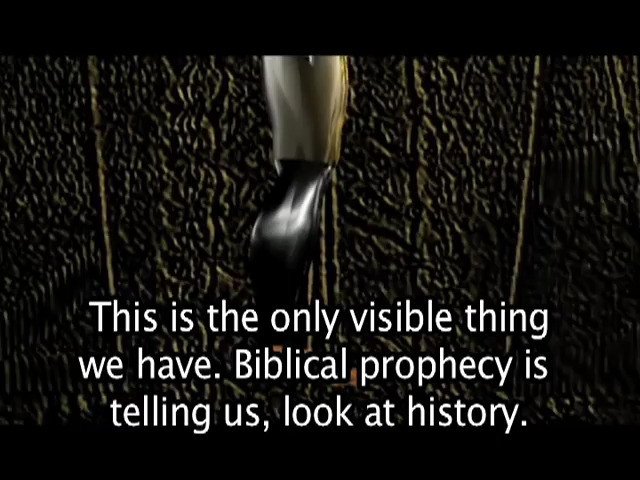 This is the only visible thing
we have. Biblical prophecy is
telling us, look at history.